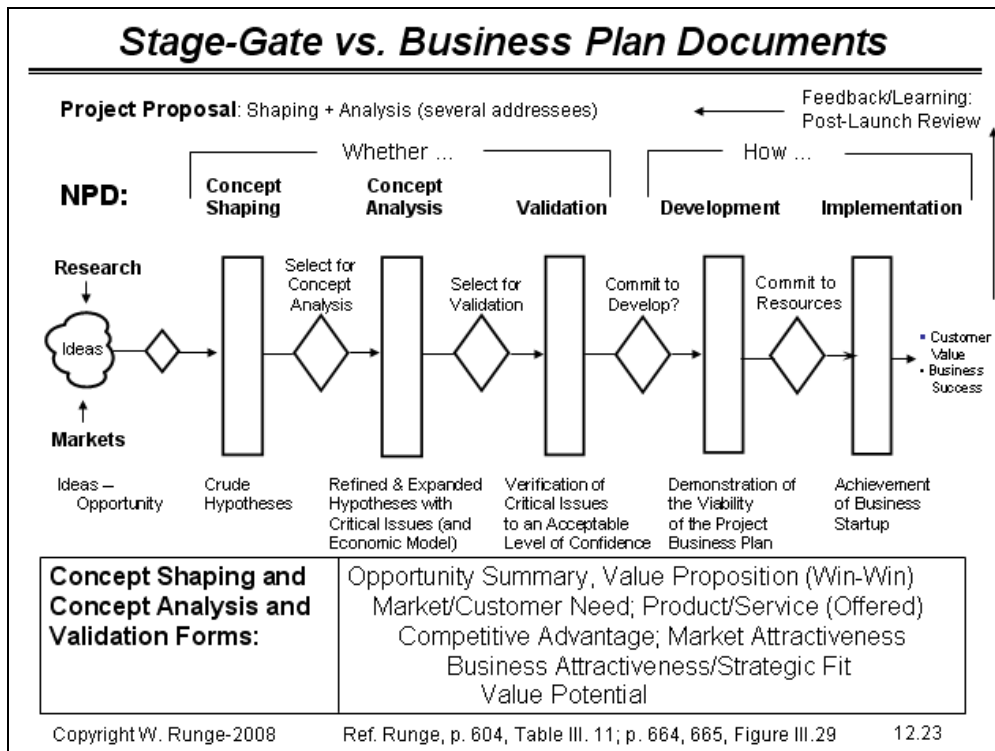 Stage-Gate vs. Business Plan Documents
Project Proposal: Shaping + Analysis (several addressees)
Feedback/Learning:
Post-Launch Review
Whether ...
How ...
NPD:
Concept
Shaping
Concept
Analysis
Validation
Development
Implementation
Research
Ideas
Markets
Select for
Concept
Analysis
Select for
Validation
Commit to
Develop?
Commit to
Resources
▪ Customer
Value
• Business
Success
Ideas –
Opportunity
Crude
Hypotheses
Refined & Expanded
Hypotheses with
Critical Issues (and
Economic Model)
Verification of
Critical Issues
to an Acceptable
Level of Confidence
Demonstration of
the Viability
of the Project
Business Plan
Achievement
of Business
Startup
Concept Shaping and
Concept Analysis and
Validation Forms:
Opportunity Summary, Value Proposition (Win-Win)
Market/Customer Need; Product/Service (Offered)
Competitive Advantage; Market Attractiveness
Business Attractiveness/Strategic Fit
Value Potential
Copyright W. Runge-2008
Ref. Runge, p. 604, Table III. 11; p. 664, 665, Figure III.29
12.23